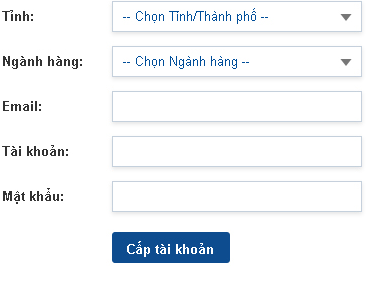 Tỉnh: -- Chọn Tỉnh/Thành phố --
Ngành hàng: -- Chọn Ngành hàng --
Email:
Tài khoản:
Mật khẩu:
Cấp tài khoản